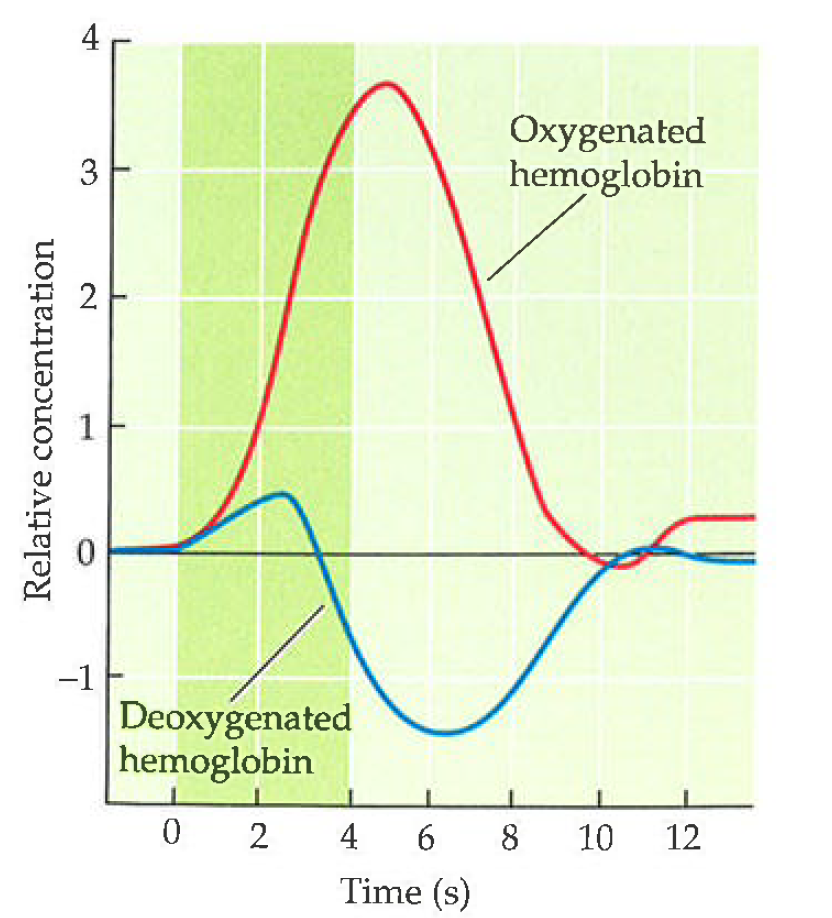 4
3
2
1
0
−1
Relative concentration
Oxygenated
hemoglobin
Deoxygenated
hemoglobin
0 2 4 6 8 10 12
Time (s)